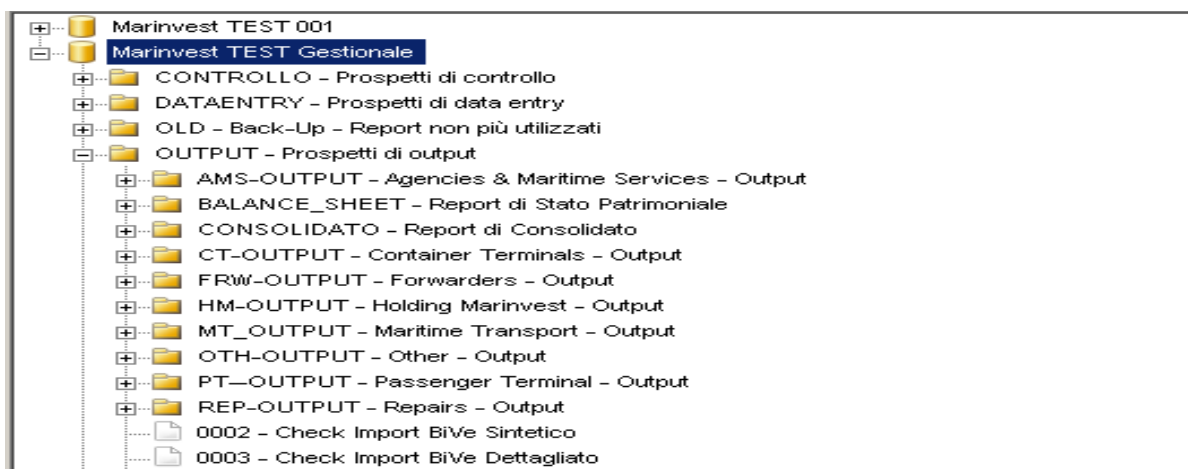 Marinvest TEST 001
Marinvest TEST Gestionale
CONTROLLO - Prospetti di controllo
DATAENTRY - Prospetti di data entry
OLD - Back-Up - Report non più utilizzati
OUTPUT - Prospetti di output
AMS-OUTPUT - Agencies & Maritime Services - Output
BALANCE_SHEET - Report di Stato Patrimoniale
CONSOLIDATO - Report di Consolidato
CT-OUTPUT - Container Terminals - Output
FRW-OUTPUT - Forwarders - Output
HM-OUTPUT - Holding Marinvest - Output
MT_OUTPUT - Maritime Transport - Output
OTH-OUTPUT - Other - Output
PT--OUTPUT - Passenger Terminal - Output
REP-OUTPUT - Repairs - Output
0002 - Check Import BiVe Sintetico
0003 - Check Import BiVe Dettagliato